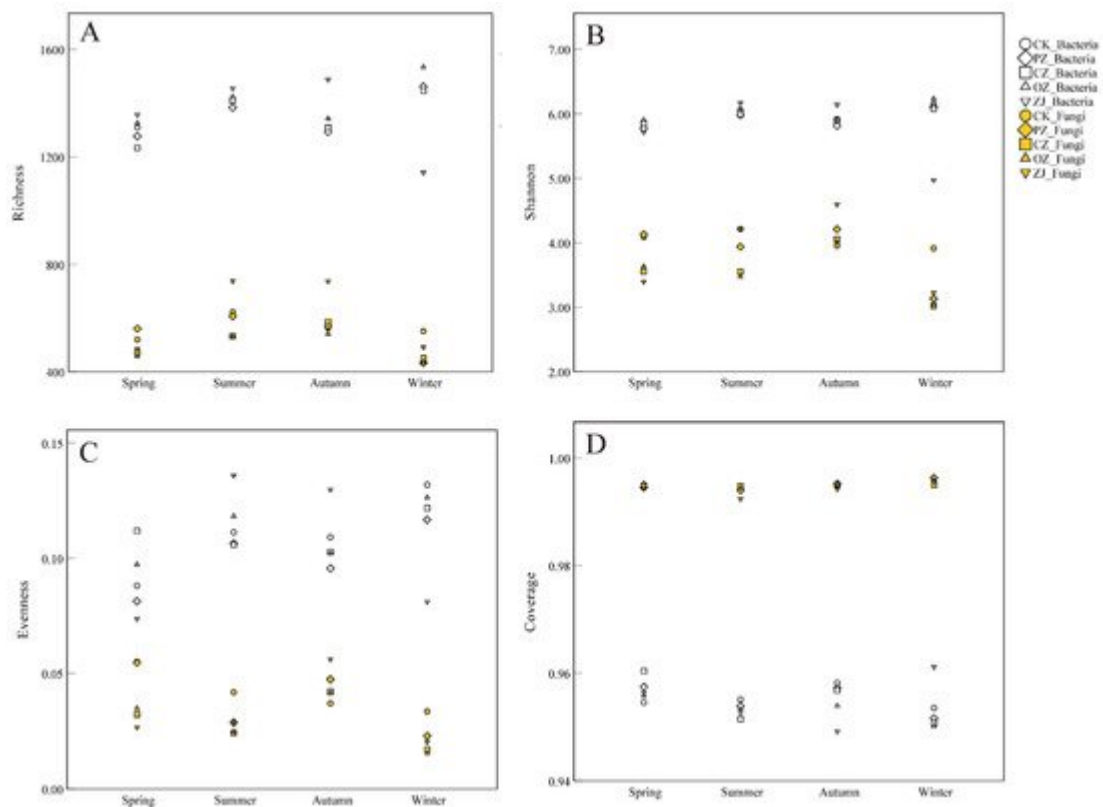 A
1600
1200
800
400
Richness
Spring Summer Autumn Winter
B
7.00
6.00
5.00
4.00
3.00
2.00
Shannon
Spring Summer Autumn Winter
CK_Bacteria
PZ_Bacteria
CZ_Bacteria
OZ_Bacteria
ZJ_Bacteria
CK_Fungi
PZ_Fungi
CZ_Fungi
OZ_Fungi
ZJ_Fungi
C
0.15
0.10
0.05
0.00
Evenness
Spring Summer Autumn Winter
D
1.00
0.98
0.96
0.94
Coverage
Spring Summer Autumn Winter